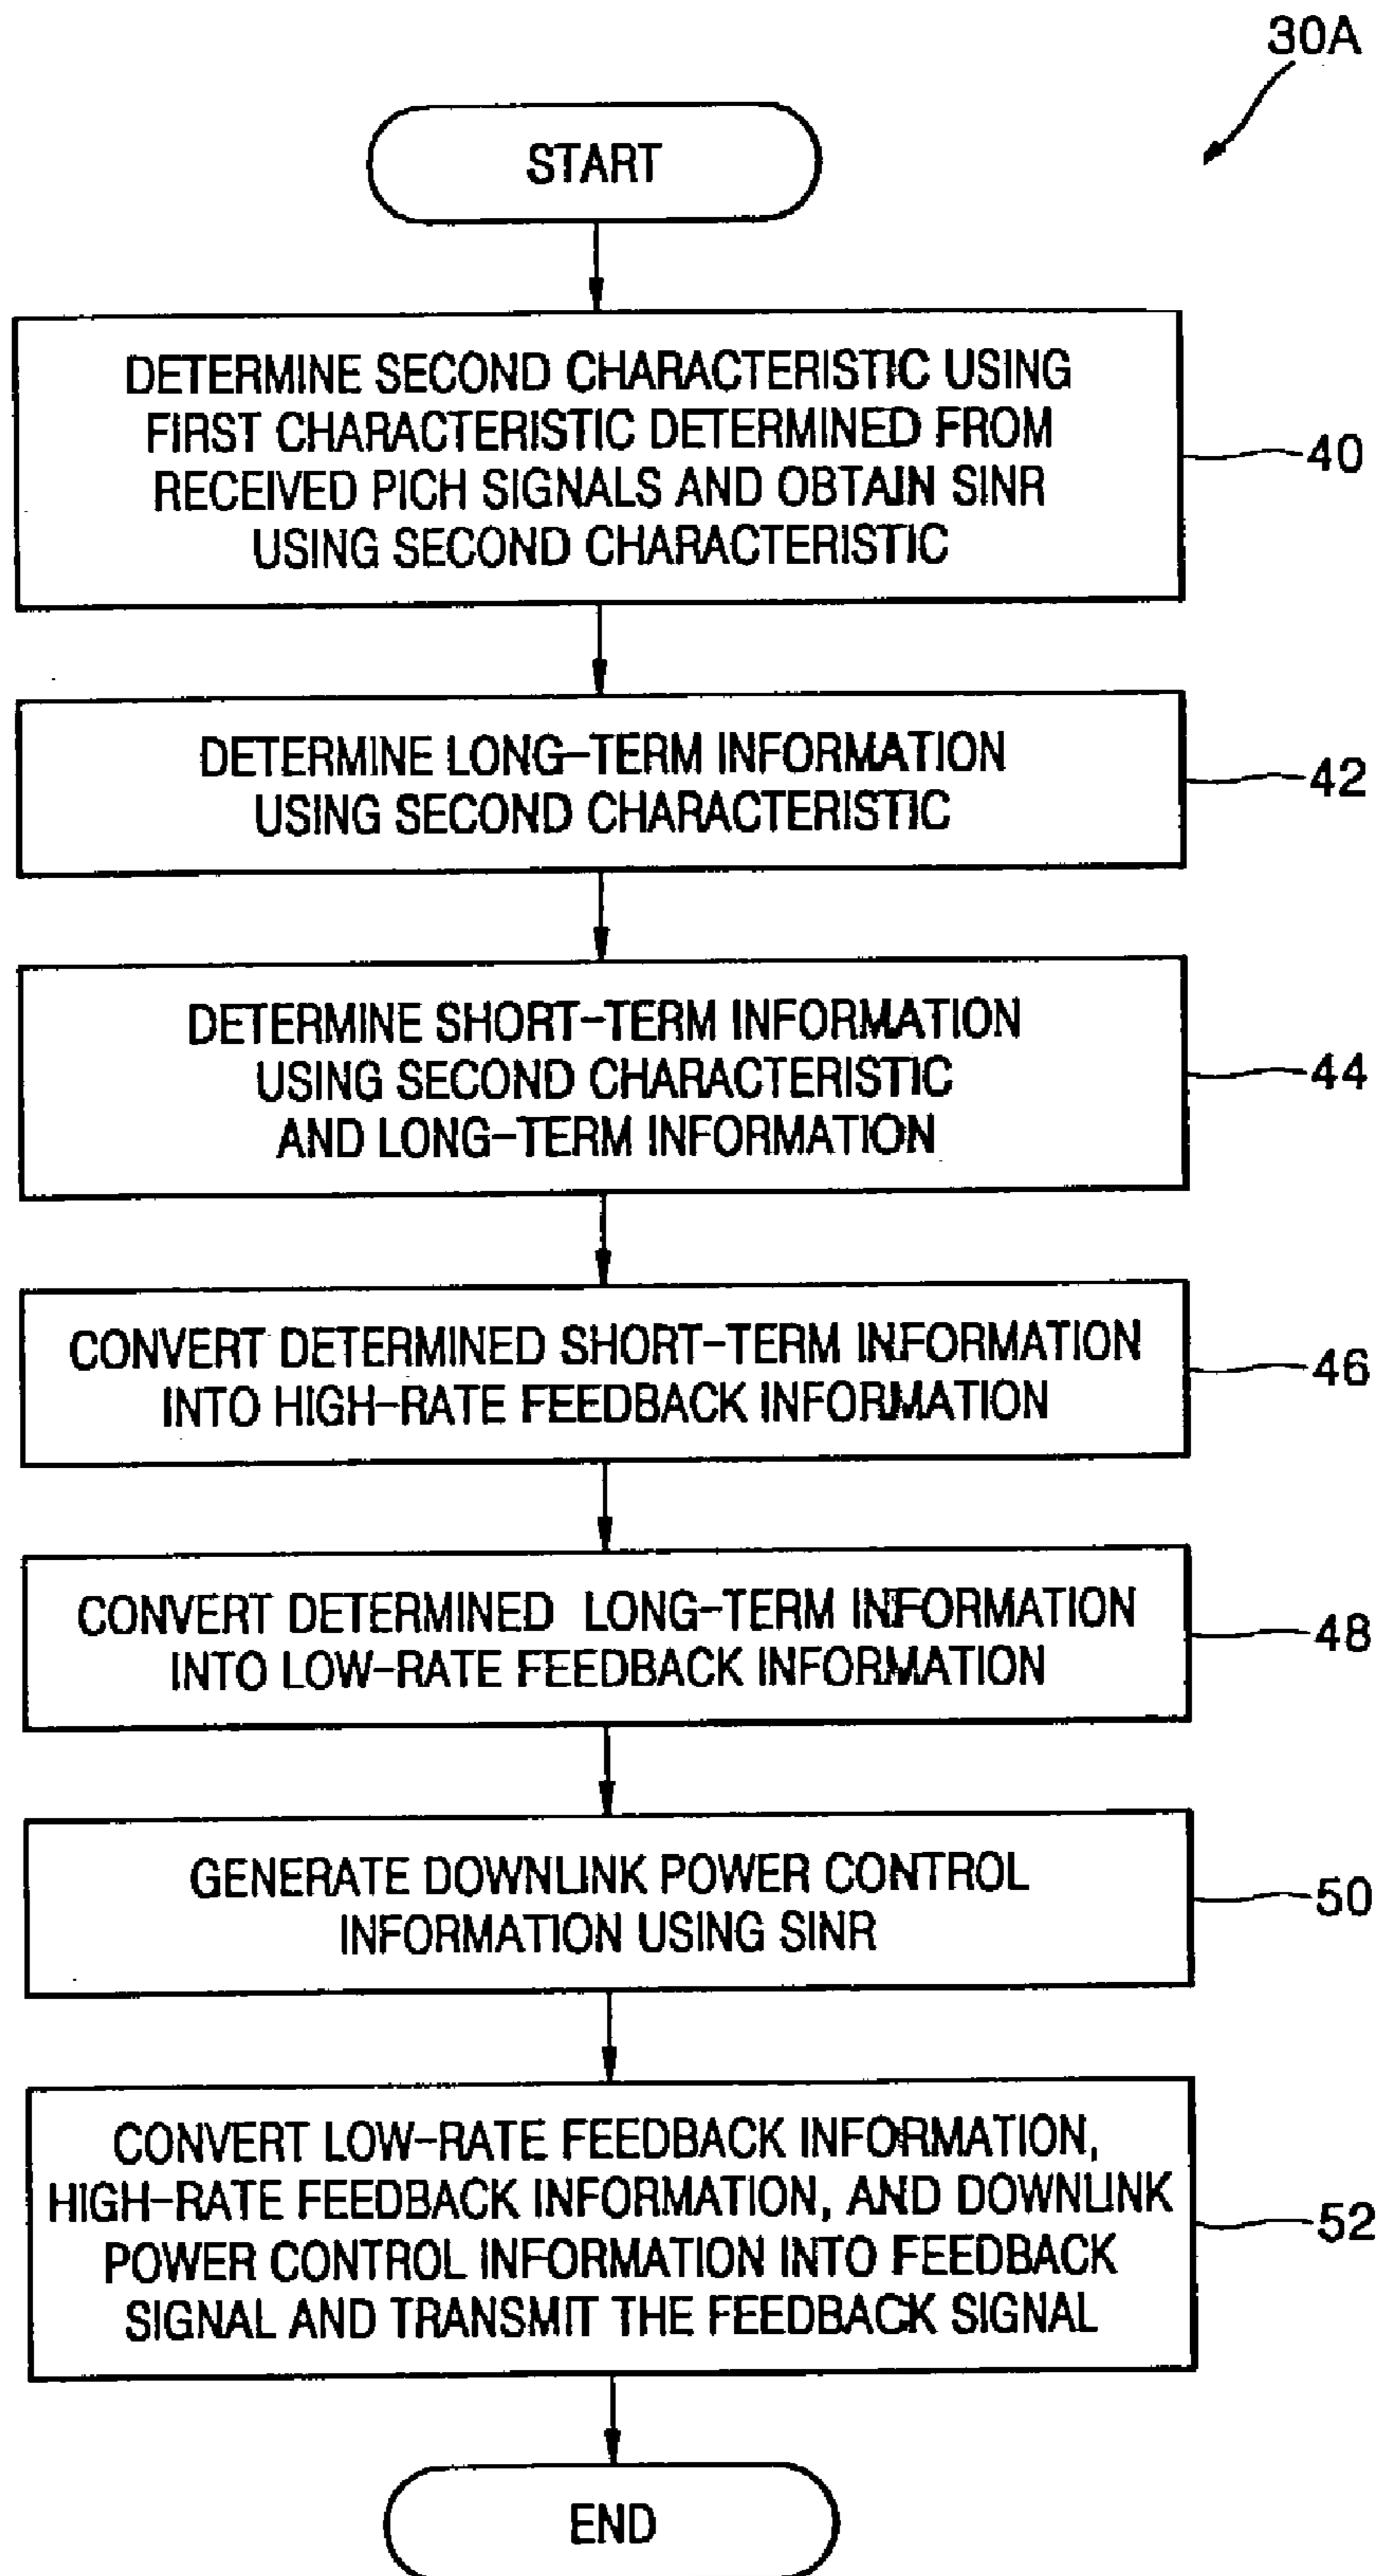 30A
START
DETERMINE SECOND CHARACTERISTIC USING
FIRST CHARACTERISTIC DETERMINED FROM
RECEIVED PICH SIGNALS AND OBTAIN SINR
USING SECOND CHARACTERISTIC
40
DETERMINE LONG-TERM INFORMATION
USING SECOND CHARACTERISTIC
42
DETERMINE SHORT-TERM INFORMATION
USING SECOND CHARACTERISTIC
AND LONG-TERM INFORMATION
44
CONVERT DETERMINED SHORT-TERM INFORMATION
INTO HIGH-RATE FEEDBACK INFORMATION
46
CONVERT DETERMINED LONG-TERM INFORMATION
INTO LOW-RATE FEEDBACK INFORMATION
48
GENERATE DOWNLINK POWER CONTROL
INFORMATION USING SINR
50
CONVERT LOW-RATE FEEDBACK INFORMATION,
HIGH-RATE FEEDBACK INFORMATION, AND DOWNLINK
POWER CONTROL INFORMATION INTO FEEDBACK
SIGNAL AND TRANSMIT THE FEEDBACK SIGNAL
52
END